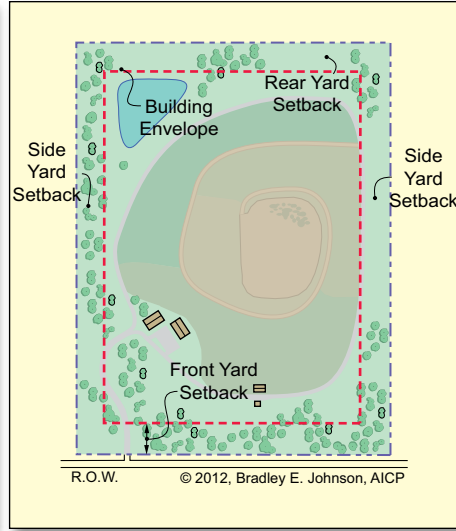 Rear Yard
Setback
Building
Envelope
Side
Yard
Setback
Side
Yard
Setback
Front Yard
Setback
R.O.W.
© 2012, Bradley E. Johnson, AICP